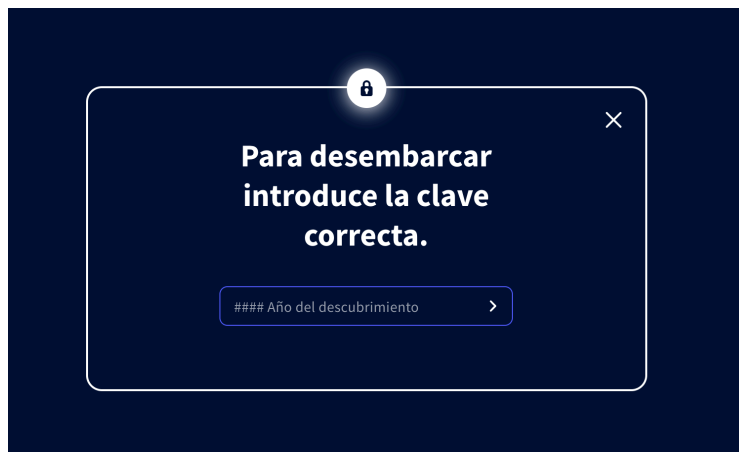 Para desembarcar
introduce la clave
correcta.
#### Año del descubrimiento